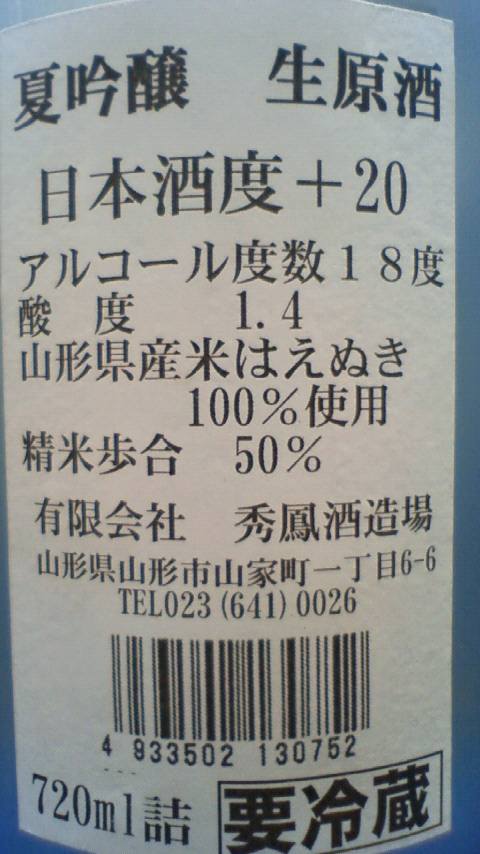 夏吟醸　生原酒
日本酒度＋20
アルコール度数１８度
酸　度　1.4
山形県産米はえぬき
100％使用
精米歩合　50％
有限会社　秀鳳酒造場
山形県山形市山家町一丁目6-6
TEL023(641)0026
4 933502 130752
720ml詰　要冷蔵